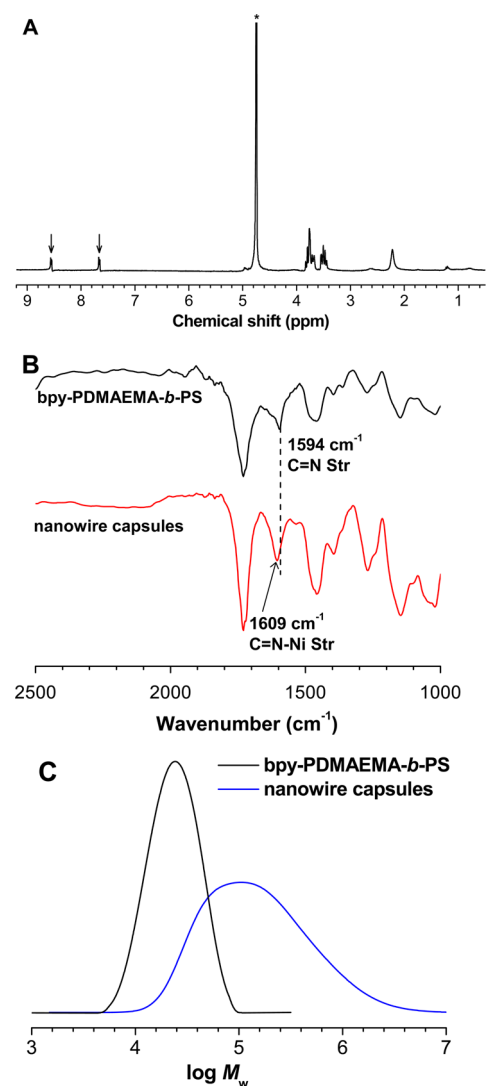 A
*
9 8 7 6 5 4 3 2 1
Chemical shift (ppm)
B
bpy-PDMAEMA-b-PS
1594 cm⁻¹
C=N Str
nanowire capsules
1609 cm⁻¹
C=N-Ni Str
2500 2000 1500 1000
Wavenumber (cm⁻¹)
C
bpy-PDMAEMA-b-PS
nanowire capsules
3 4 5 6 7
log Mw